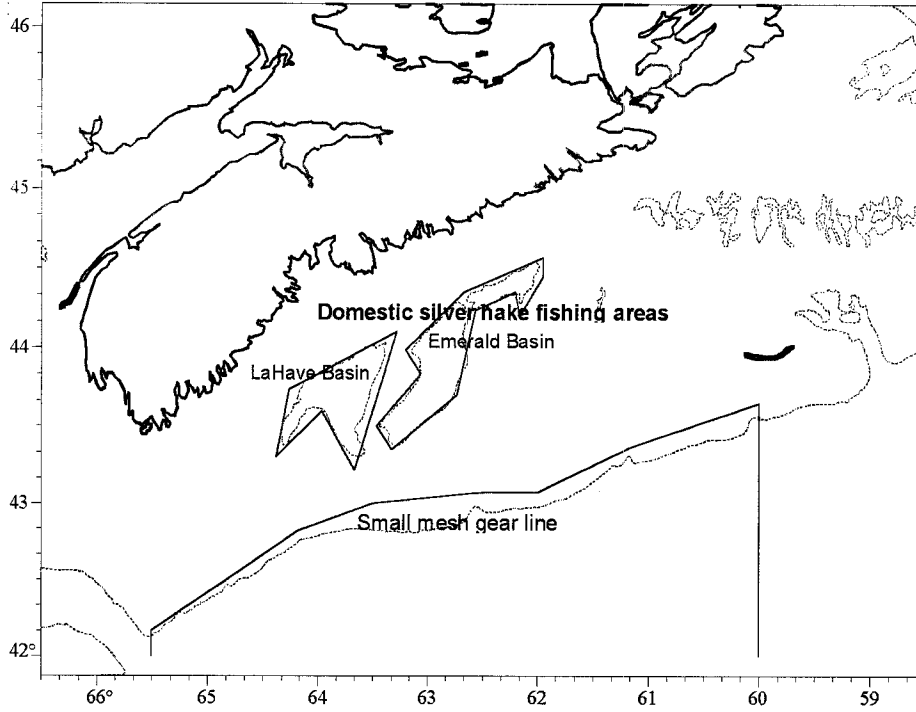 46
45
Domestic silver hake fishing areas
Emerald Basin
44
LaHave Basin
43
Small mesh gear line
42°
66° 65 64 63 62 61 60 59